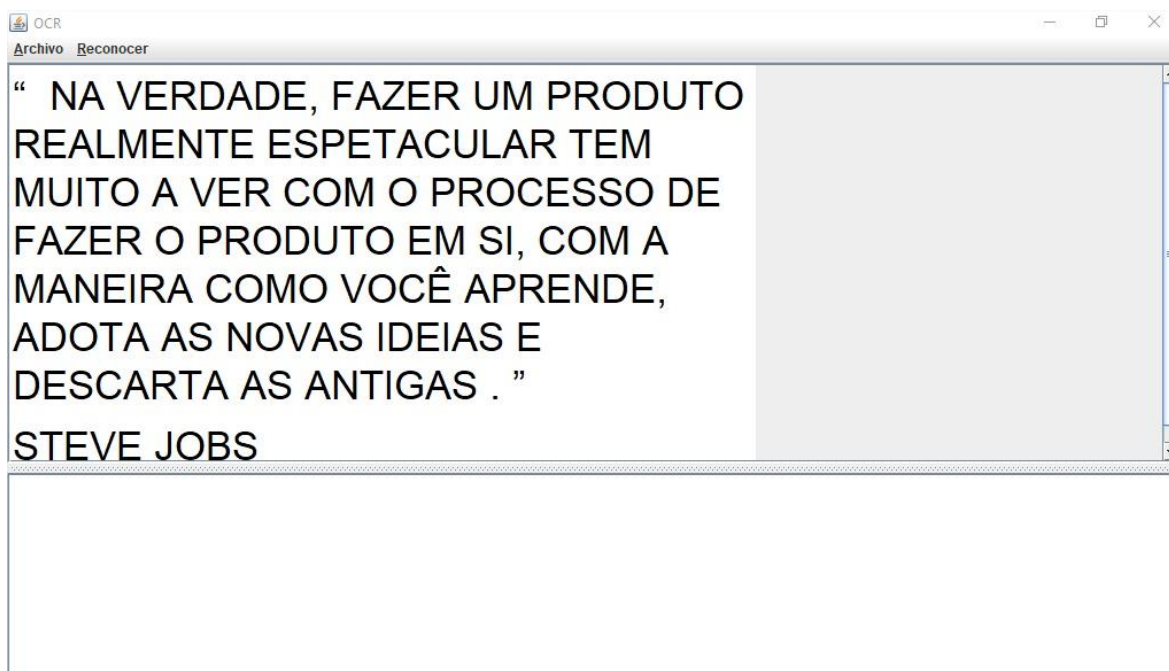 OCR
Archivo Reconocer
“ NA VERDADE, FAZER UM PRODUTO
REALMENTE ESPETACULAR TEM
MUITO A VER COM O PROCESSO DE
FAZER O PRODUTO EM SI, COM A
MANEIRA COMO VOCÊ APRENDE,
ADOTA AS NOVAS IDEIAS E
DESCARTA AS ANTIGAS . ”
STEVE JOBS